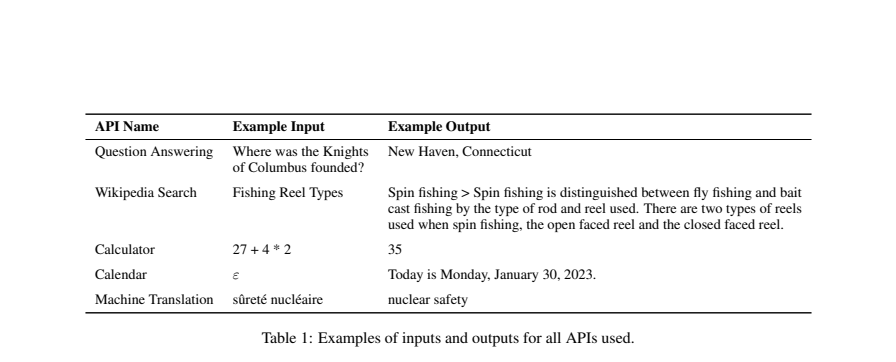 API Name Example Input Example Output
Question Answering Where was the Knights New Haven, Connecticut
of Columbus founded?
Wikipedia Search Fishing Reel Types Spin fishing > Spin fishing is distinguished between fly fishing and bait
cast fishing by the type of rod and reel used. There are two types of reels
used when spin fishing, the open faced reel and the closed faced reel.
Calculator 27 + 4 * 2 35
Calendar ε Today is Monday, January 30, 2023.
Machine Translation sûreté nucléaire nuclear safety
Table 1: Examples of inputs and outputs for all APIs used.